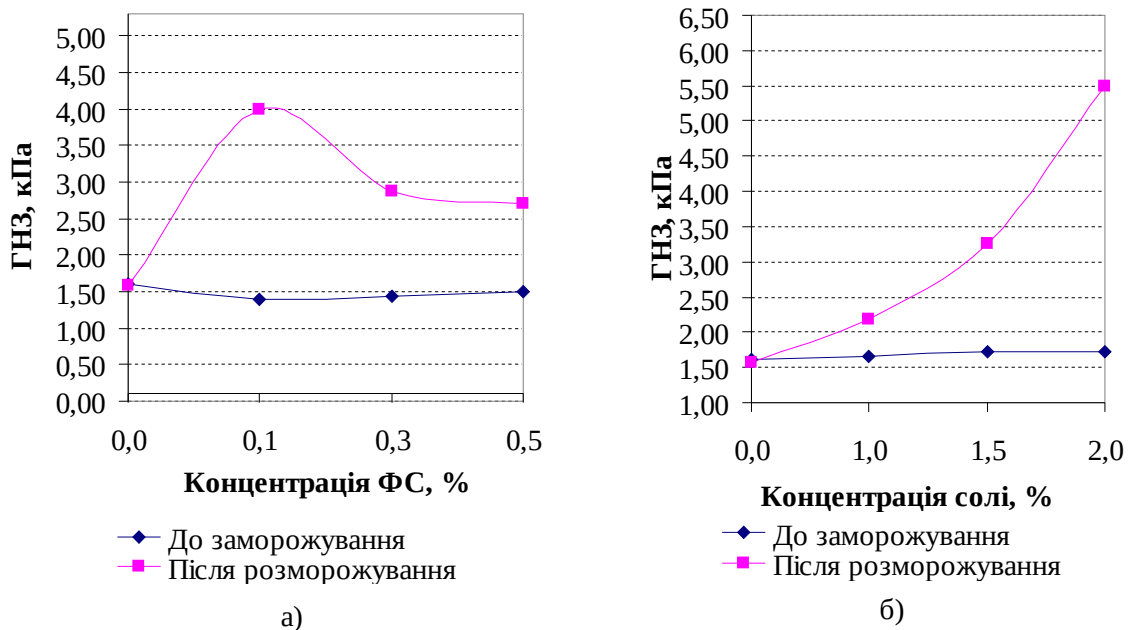 5,00
4,50
4,00
3,50
3,00
2,50
2,00
1,50
1,00
0,50
0,00
ГНЗ, кПа
0,0 0,1 0,3 0,5
Концентрація ФС, %
До заморожування
Після розморожування
а)
6,50
6,00
5,50
5,00
4,50
4,00
3,50
3,00
2,50
2,00
1,50
1,00
ГНЗ, кПа
0,0 1,0 1,5 2,0
Концентрація солі, %
До заморожування
Після розморожування
б)